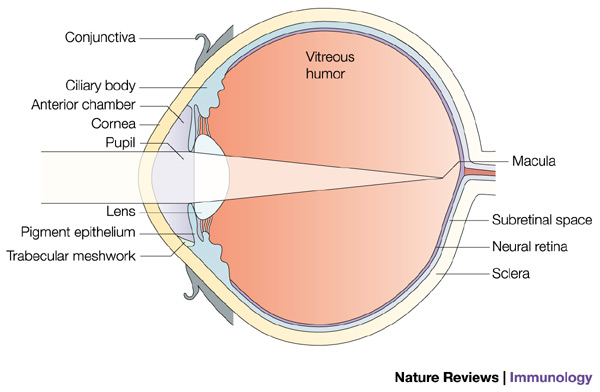 Conjunctiva
Vitreous
humor
Ciliary body
Anterior chamber
Cornea
Pupil
Macula
Lens
Subretinal space
Pigment epithelium
Neural retina
Trabecular meshwork
Sclera
Nature Reviews | Immunology